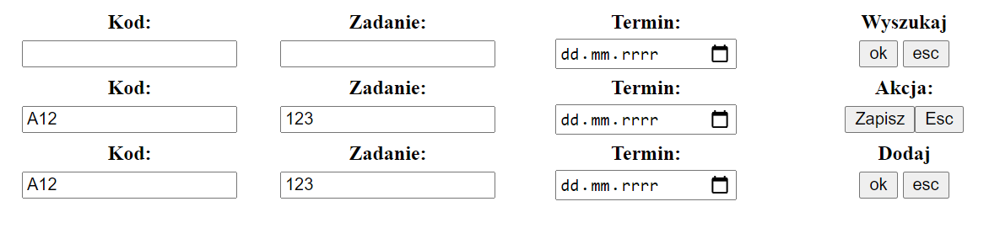 Kod: Zadanie: Termin: Wyszukaj
dd.mm.rrrr ok esc
Kod: Zadanie: Termin: Akcja:
A12 123 dd.mm.rrrr Zapisz Esc
Kod: Zadanie: Termin: Dodaj
A12 123 dd.mm.rrrr ok esc